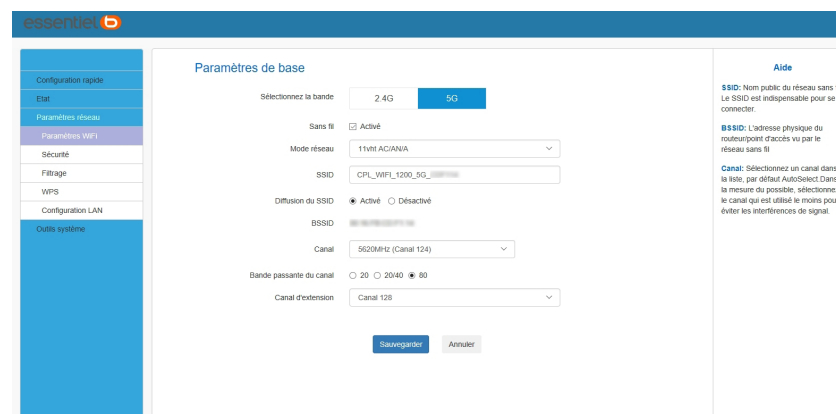 essentiel b
Configuration rapide
Etat
Paramètres réseau
Paramètres WiFi
Sécurité
Filtrage
WPS
Configuration LAN
Outils système
Paramètres de base
Sélectionnez la bande 2.4G 5G
Sans fil Activé
Mode réseau 11vht AC/AN/A
SSID CPL_WIFI_1200_5G_
Diffusion du SSID Activé Désactivé
BSSID
Canal 5620MHz (Canal 124)
Bande passante du canal 20 20/40 80
Canal d'extension Canal 128
Sauvegarder Annuler
Aide
SSID: Nom public du réseau sans
Le SSID est indispensable pour se
connecter.
BSSID: L'adresse physique du
routeur/point d'accès vu par le
réseau sans fil
Canal: Sélectionnez un canal dans
la liste, par défaut AutoSelect.Dans
la mesure du possible, sélectionnez
le canal qui est utilisé le moins pou
éviter les interférences de signal.